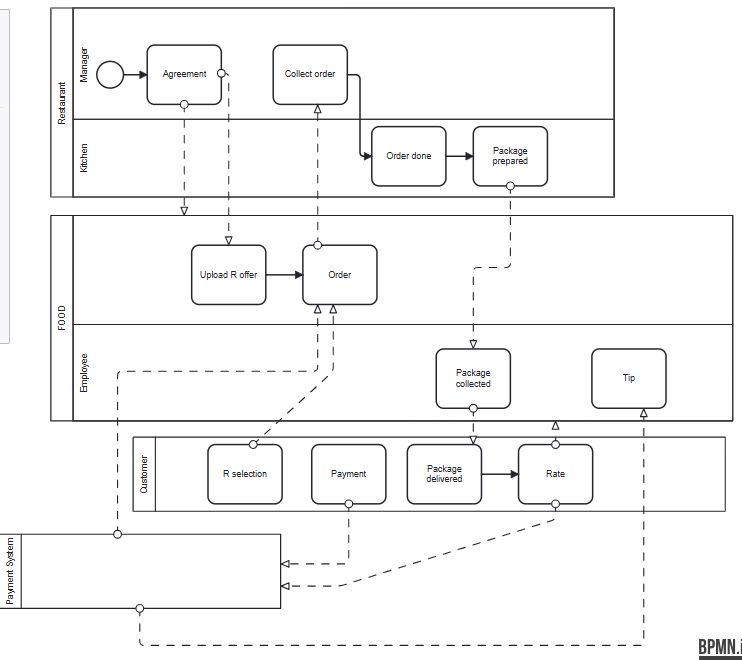 Restaurant
Manager
Agreement
Collect order
Kitchen
Order done
Package
prepared
FOOD
Upload R offer
Order
Employee
Package
collected
Tip
Customer
R selection
Payment
Package
delivered
Rate
Payment System
BPMN.i